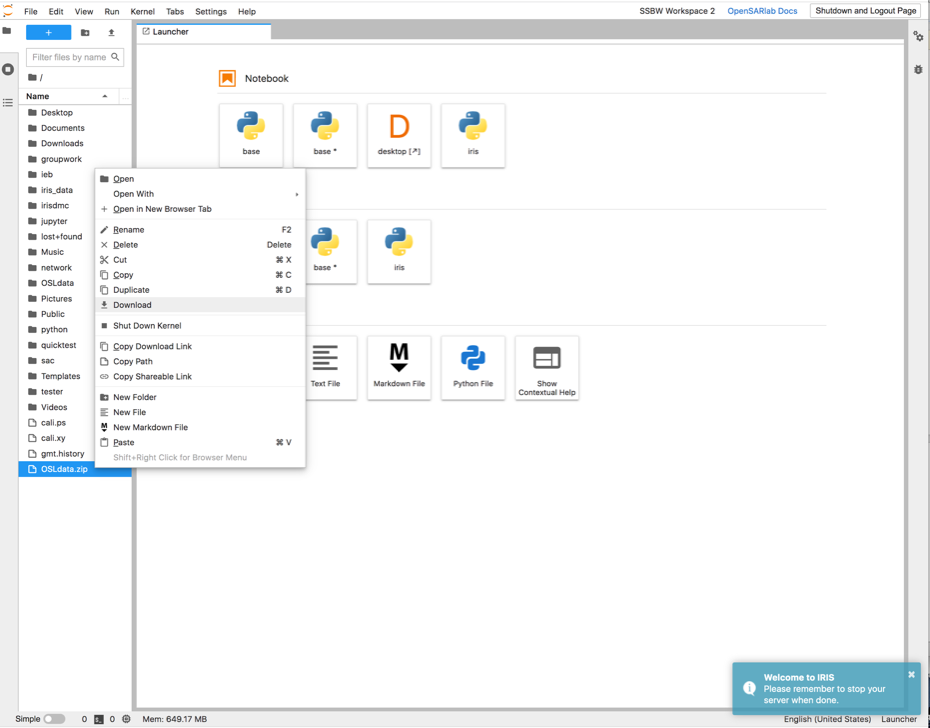 File Edit View Run Kernel Tabs Settings Help
SSBW Workspace 2 OpenSARlab Docs Shutdown and Logout Page
+
Filter files by name
/
Name
Desktop
Documents
Downloads
groupwork
ieb
iris_data
irisdmc
jupyter
lost+found
Music
network
OSLdata
Pictures
Public
python
quicktest
sac
Templates
tester
Videos
cali.ps
cali.xy
gmt.history
OSLdata.zip
Open
Open With
Open in New Browser Tab
Rename F2
Delete Delete
Cut ⌘ X
Copy ⌘ C
Duplicate ⌘ D
Download
Shut Down Kernel
Copy Download Link
Copy Path
Copy Shareable Link
New Folder
New File
New Markdown File
Paste ⌘ V
Shift+Right Click for Browser Menu
Launcher
Notebook
base
base *
D
desktop [↗]
iris
base *
iris
Text File
M
Markdown File
Python File
Show
Contextual Help
Welcome to IRIS
Please remember to stop your
server when done.
Simple 0 $_ 0 Mem: 649.17 MB
English (United States) Launcher